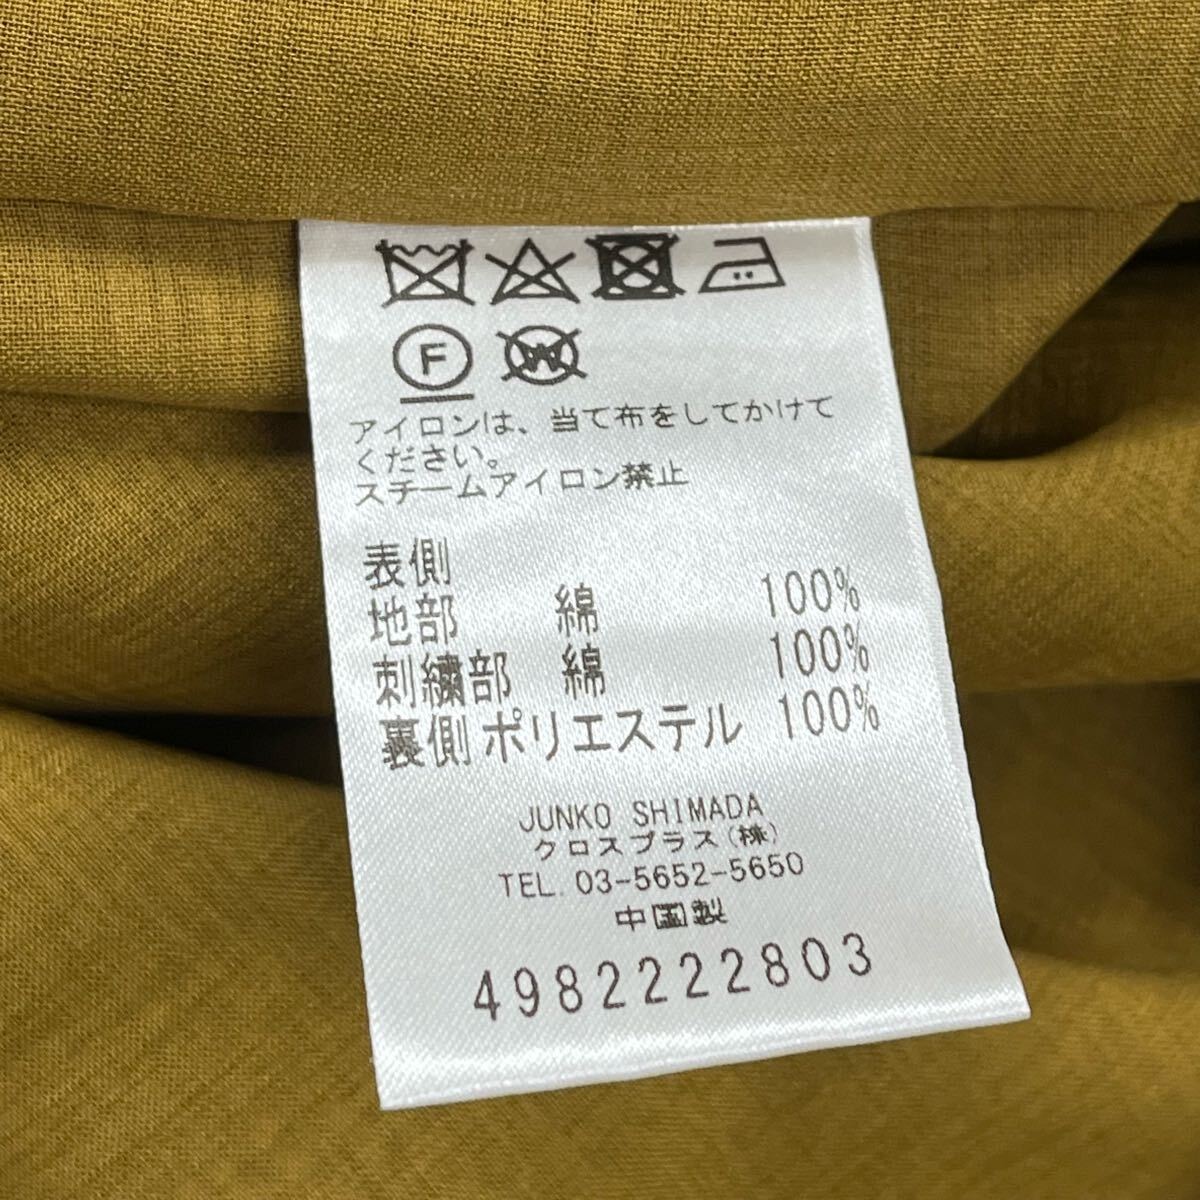 F W
アイロンは、当て布をしてかけて
ください。
スチームアイロン禁止
表側
地部 綿 100%
刺繍部 綿 100%
裏側 ポリエステル 100%
JUNKO SHIMADA
クロスプラス(株)
TEL. 03-5652-5650
中国製
4982222803